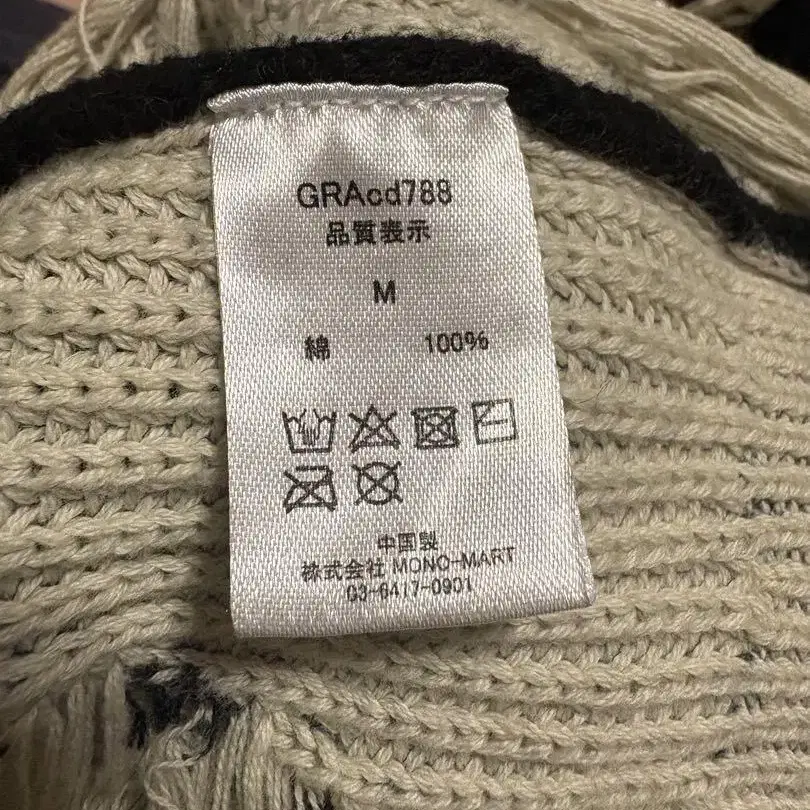 GRAcd788
品質表示
M
綿 100%
中国製
株式会社 MONO-MART
03-6417-0901